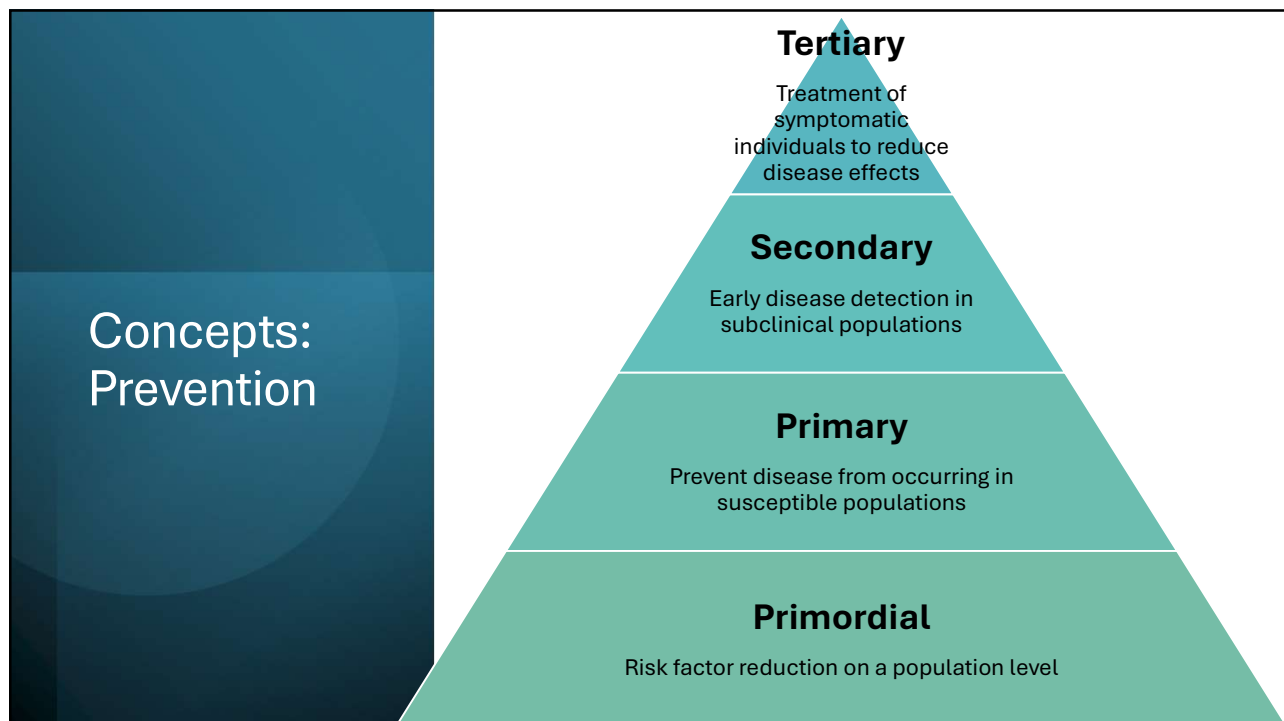 Concepts:
Prevention
Tertiary
Treatment of
symptomatic
individuals to reduce
disease effects
Secondary
Early disease detection in
subclinical populations
Primary
Prevent disease from occurring in
susceptible populations
Primordial
Risk factor reduction on a population level